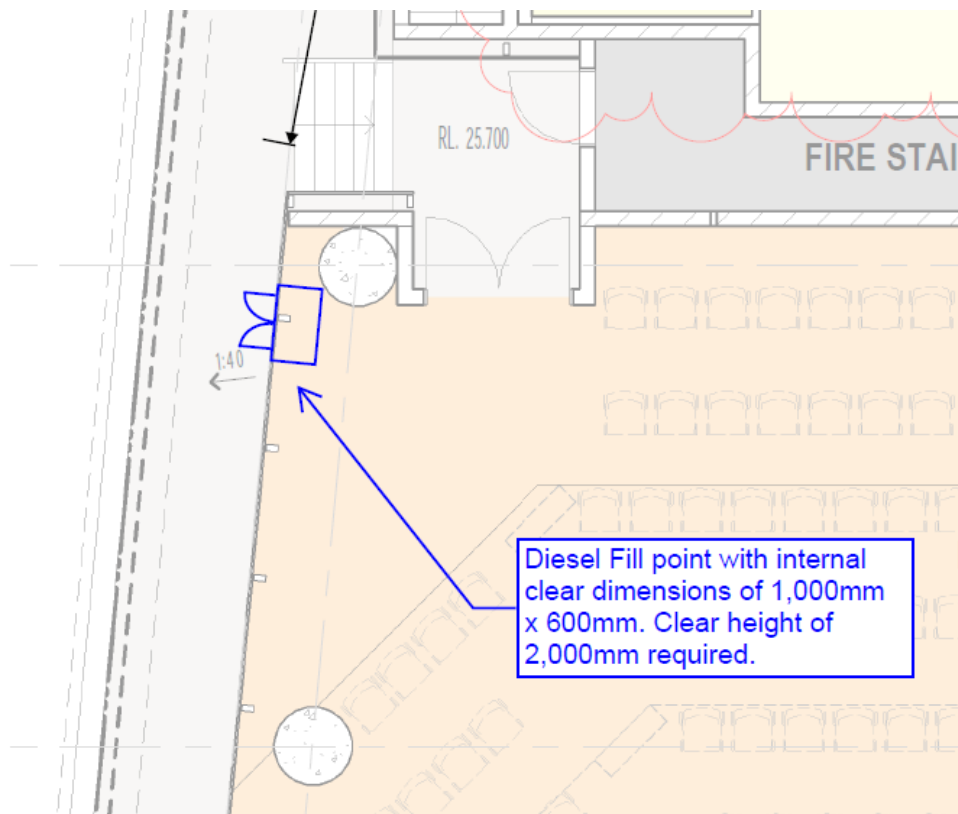 RL. 25.700
FIRE STAI
1:40
Diesel Fill point with internal
clear dimensions of 1,000mm
x 600mm. Clear height of
2,000mm required.